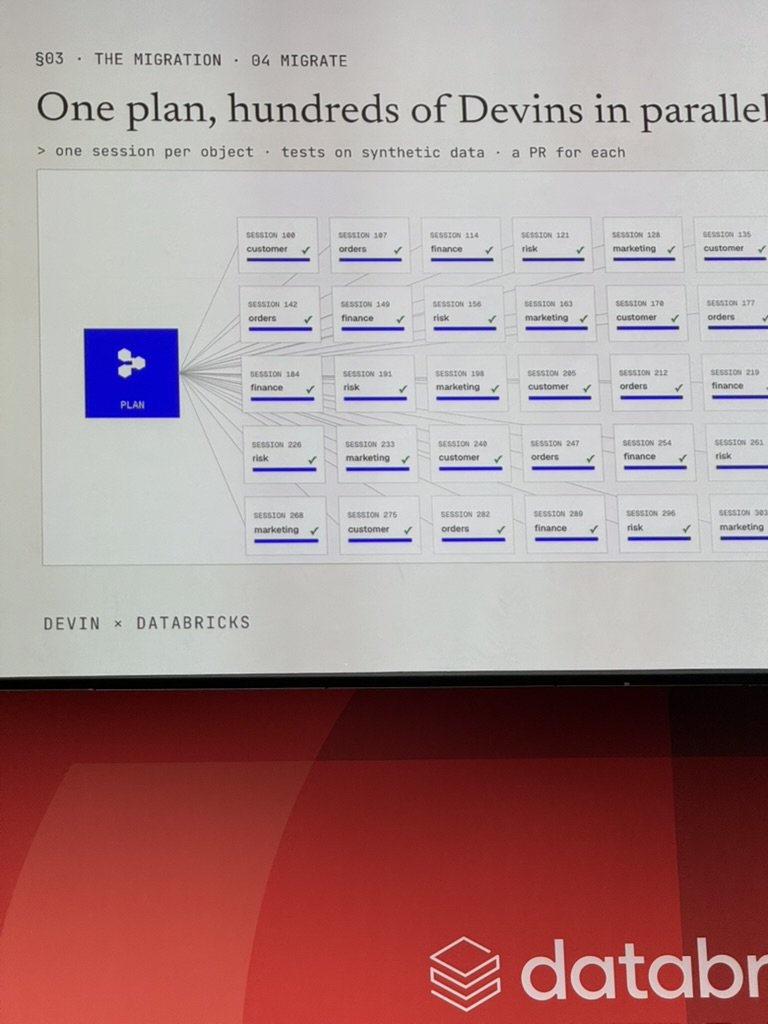 §03 · THE MIGRATION · 04 MIGRATE
One plan, hundreds of Devins in parallel
> one session per object · tests on synthetic data · a PR for each
SESSION 100 SESSION 107 SESSION 114 SESSION 121 SESSION 128 SESSION 135
customer ✓ orders ✓ finance ✓ risk ✓ marketing ✓ customer ✓
SESSION 142 SESSION 149 SESSION 156 SESSION 163 SESSION 170 SESSION 177
orders ✓ finance ✓ risk ✓ marketing ✓ customer ✓ orders ✓
SESSION 184 SESSION 191 SESSION 198 SESSION 205 SESSION 212 SESSION 219
finance ✓ risk ✓ marketing ✓ customer ✓ orders ✓ finance ✓
PLAN
SESSION 226 SESSION 233 SESSION 240 SESSION 247 SESSION 254 SESSION 261
risk ✓ marketing ✓ customer ✓ orders ✓ finance ✓ risk
SESSION 268 SESSION 275 SESSION 282 SESSION 289 SESSION 296 SESSION 303
marketing ✓ customer ✓ orders ✓ finance ✓ risk ✓ marketing
DEVIN × DATABRICKS
databr